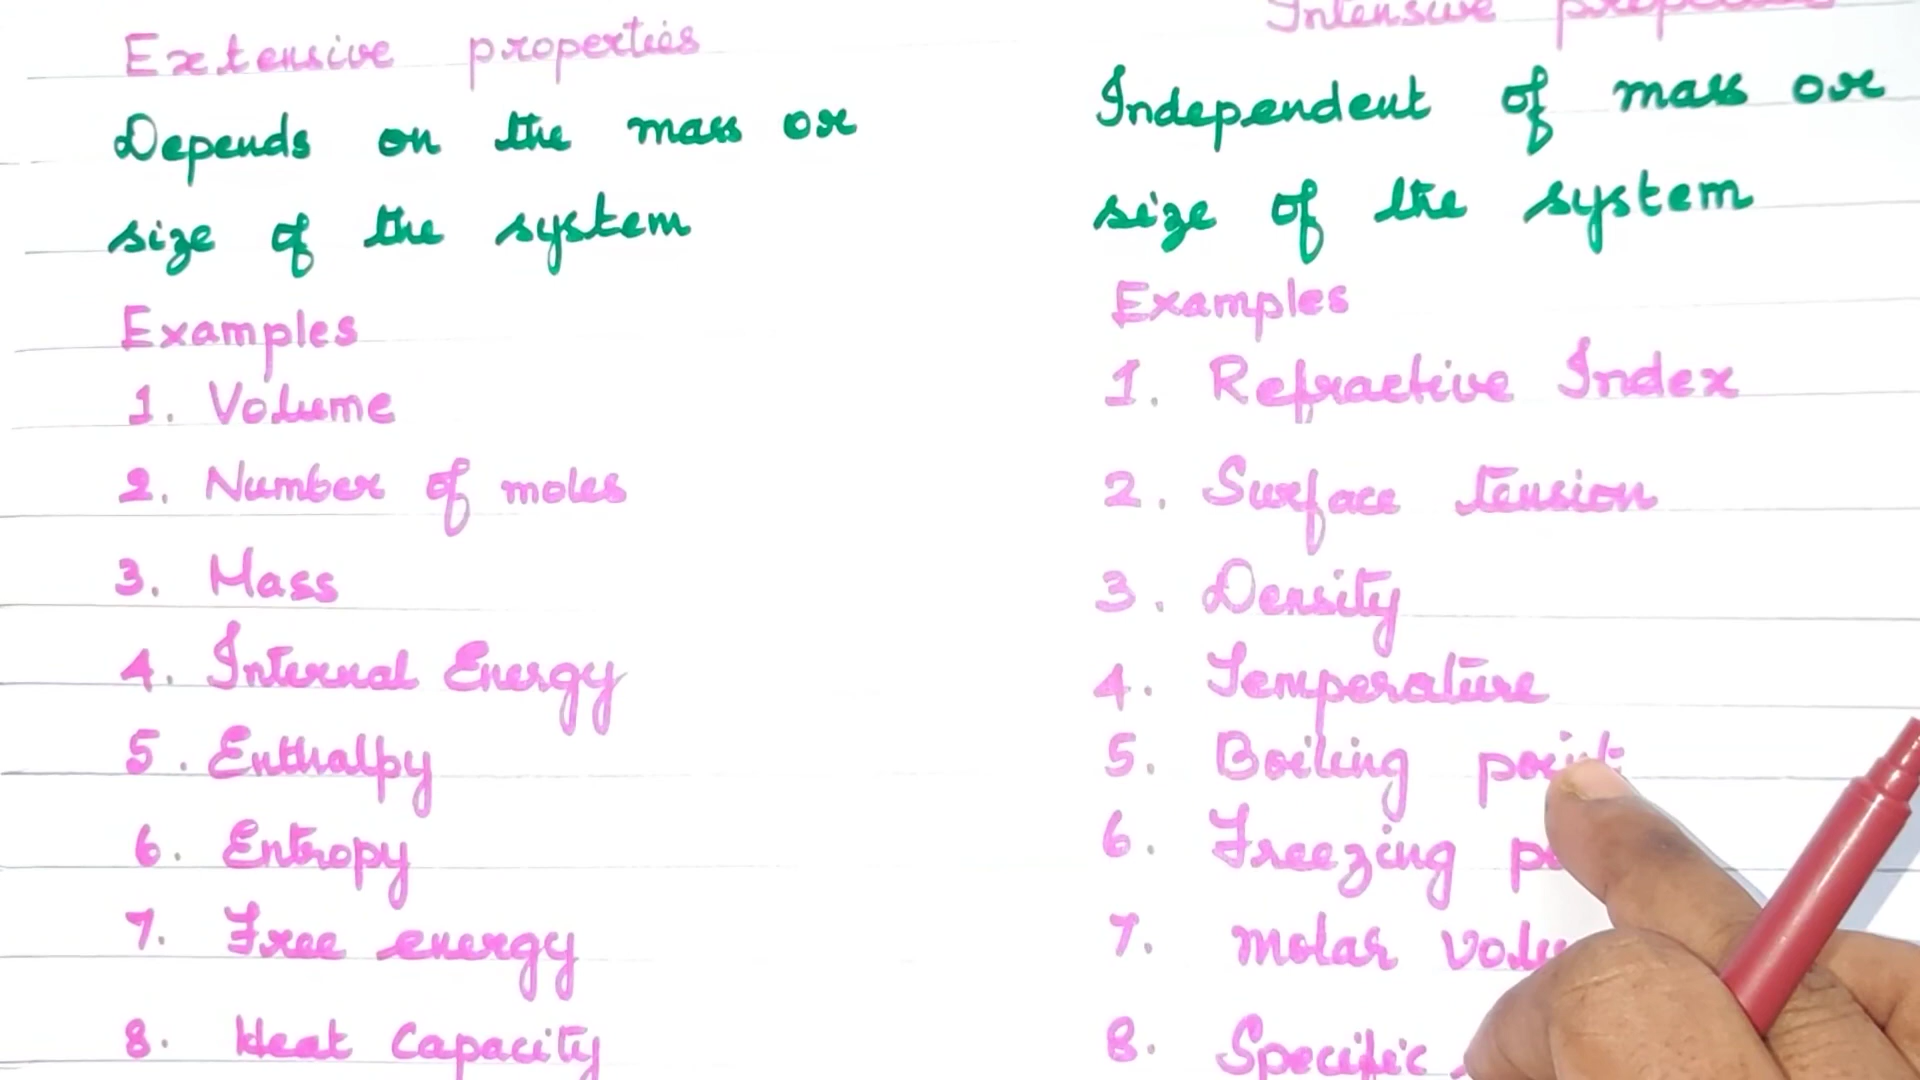 Extensive properties
Depends on the mass or
size of the system
Examples
1. Volume
2. Number of moles
3. Mass
4. Internal Energy
5. Enthalpy
6. Entropy
7. Free energy
8. Heat Capacity
Intensive
Independent of mass or
size of the system
Examples
1. Refractive Index
2. Surface tension
3. Density
4. Temperature
5. Boiling point
6. Freezing
7. Molar
8. Specific